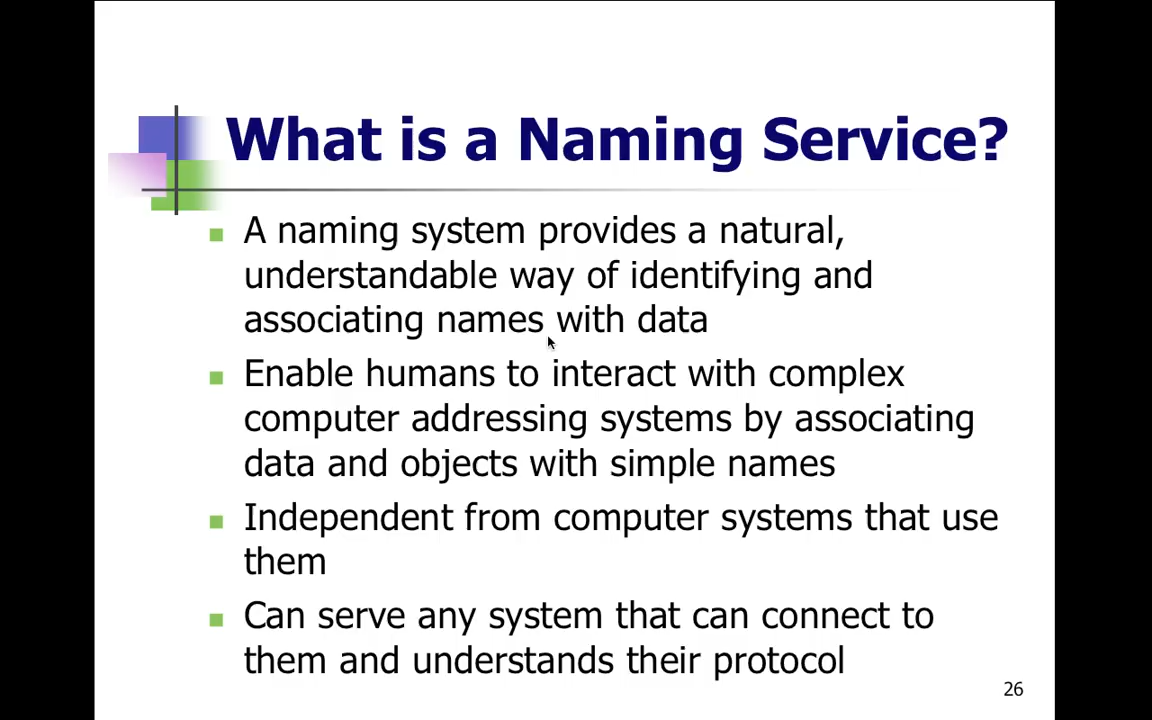 What is a Naming Service?
A naming system provides a natural,
understandable way of identifying and
associating names with data
Enable humans to interact with complex
computer addressing systems by associating
data and objects with simple names
Independent from computer systems that use
them
Can serve any system that can connect to
them and understands their protocol
26